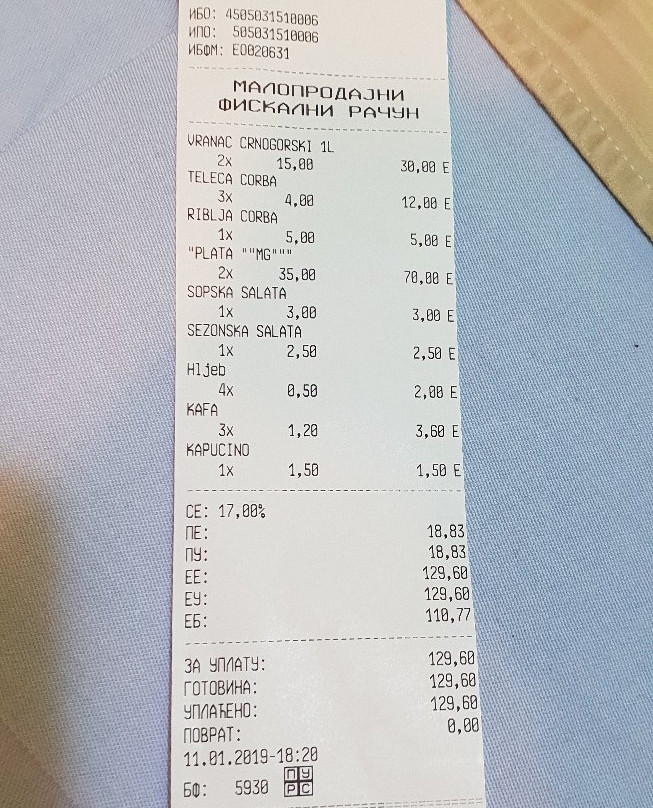 ИБО: 4505031510006
ИПО: 505031510006
ИБФМ: E0020631
МАЛОПРОДАЈНИ
ФИСКАЛНИ РАЧУН
VRANAC CRNOGORSKI 1L
2x 15,00 30,00 E
TELECA CORBA
3x 4,00 12,00 E
RIBLJA CORBA
1x 5,00 5,00 E
"PLATA ""MG"""
2x 35,00 70,00 E
SOPSKA SALATA
1x 3,00 3,00 E
SEZONSKA SALATA
1x 2,50 2,50 E
Hljeb
4x 0,50 2,00 E
KAFA
3x 1,20 3,60 E
KAPUCINO
1x 1,50 1,50 E
СЕ: 17,00%
ПЕ: 18,83
ПУ: 18,83
ЕЕ: 129,60
ЕУ: 129,60
ЕБ: 110,77
ЗА УПЛАТУ: 129,60
ГОТОВИНА: 129,60
УПЛАЋЕНО: 129,60
ПОВРАТ: 0,00
11.01.2019-18:20
БФ: 5930 ПУ
РС